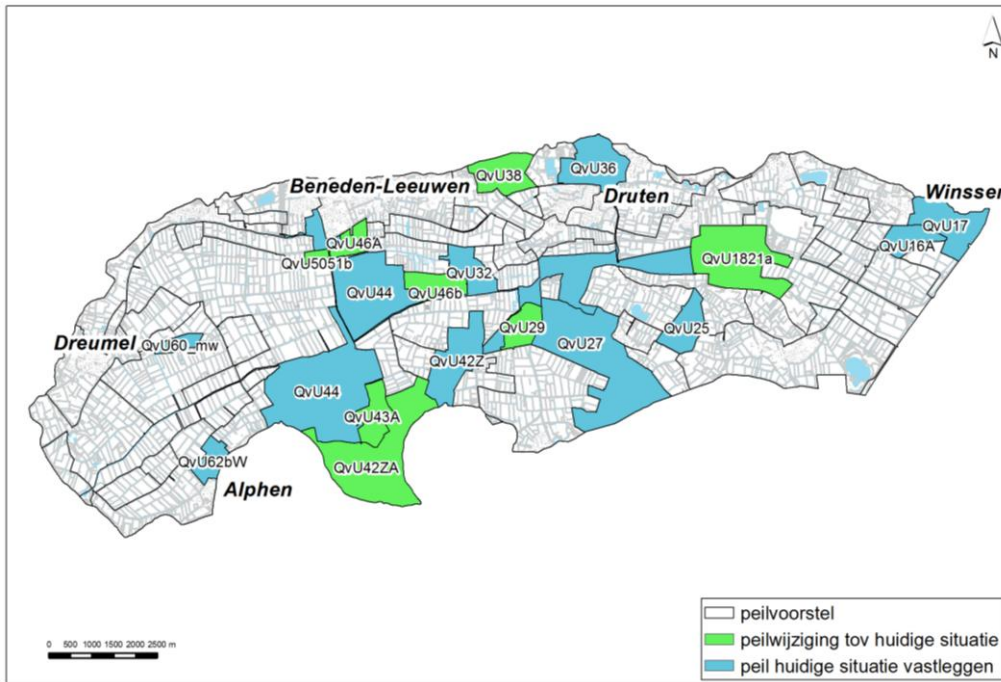 N
QvU38
QvU36
Beneden-Leeuwen
Druten
Winssen
QvU17
QvU46A
QvU16A
QvU5051b
QvU32
QvU1821a
QvU44
QvU46b
QvU29
QvU25
QvU27
Dreumel
QvU60_mw
QvU42Z
QvU44
QvU43A
QvU62bW
QvU42ZA
Alphen
peilvoorstel
peilwijziging tov huidige situatie
peil huidige situatie vastleggen
0 500 1000 1500 2000 2500 m